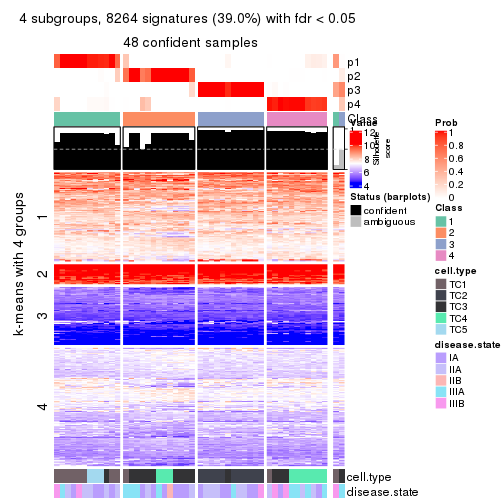 4 subgroups, 8264 signatures (39.0%) with fdr < 0.05
48 confident samples
p1
p2
p3
p4
Class
Silhouette
score
k-means with 4 groups
1
2
3
4
cell.type
disease.state
Value
12
10
8
6
4
Status (barplots)
confident
ambiguous
Prob
1
0.8
0.6
0.4
0.2
0
Class
1
2
3
4
cell.type
TC1
TC2
TC3
TC4
TC5
disease.state
IA
IIA
IIB
IIIA
IIIB